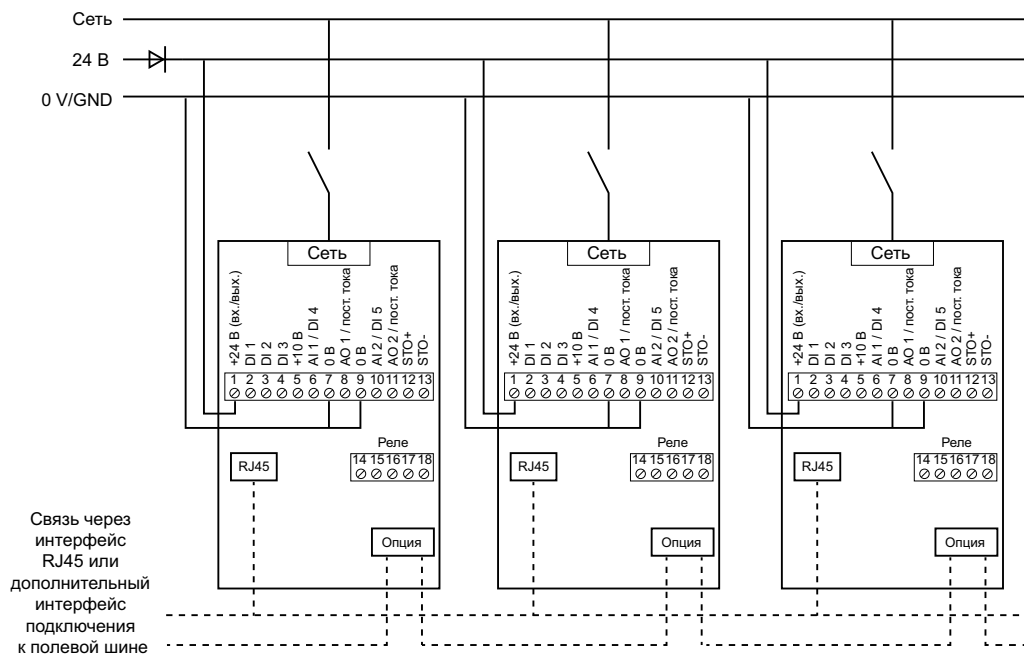 Сеть
24 В
0 V/GND
Сеть
Сеть
Сеть
+24 В (вх./вых.)
DI 1
DI 2
DI 3
+10 В
AI 1 / DI 4
0 В
AO 1 / пост. тока
0 В
AI 2 / DI 5
AO 2 / пост. тока
STO+
STO-
+24 В (вх./вых.)
DI 1
DI 2
DI 3
+10 В
AI 1 / DI 4
0 В
AO 1 / пост. тока
0 В
AI 2 / DI 5
AO 2 / пост. тока
STO+
STO-
+24 В (вх./вых.)
DI 1
DI 2
DI 3
+10 В
AI 1 / DI 4
0 В
AO 1 / пост. тока
0 В
AI 2 / DI 5
AO 2 / пост. тока
STO+
STO-
1 2 3 4 5 6 7 8 9 10 11 12 13
1 2 3 4 5 6 7 8 9 10 11 12 13
1 2 3 4 5 6 7 8 9 10 11 12 13
Реле
Реле
Реле
RJ45
14 15 16 17 18
RJ45
14 15 16 17 18
RJ45
14 15 16 17 18
Опция
Опция
Опция
Связь через
интерфейс
RJ45 или
дополнительный
интерфейс
подключения
к полевой шине